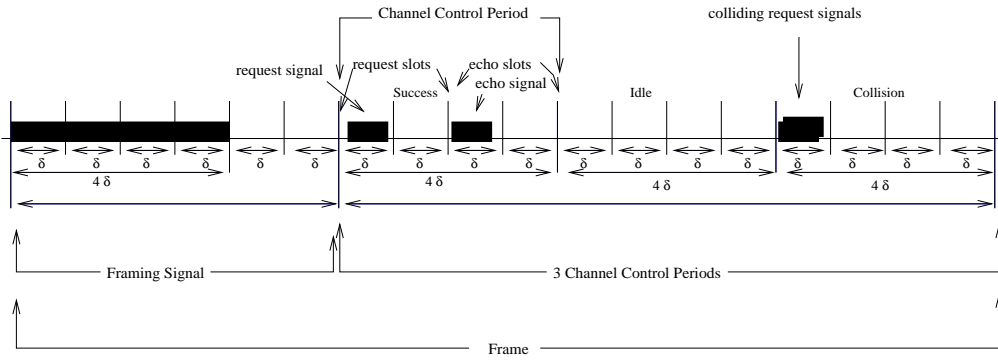 Channel Control Period
colliding request signals
request signal
request slots
echo slots
echo signal
Success
Idle
Collision
δ δ δ δ δ δ δ δ δ δ δ δ δ δ δ δ δ δ
4 δ 4 δ 4 δ 4 δ
Framing Signal
3 Channel Control Periods
Frame